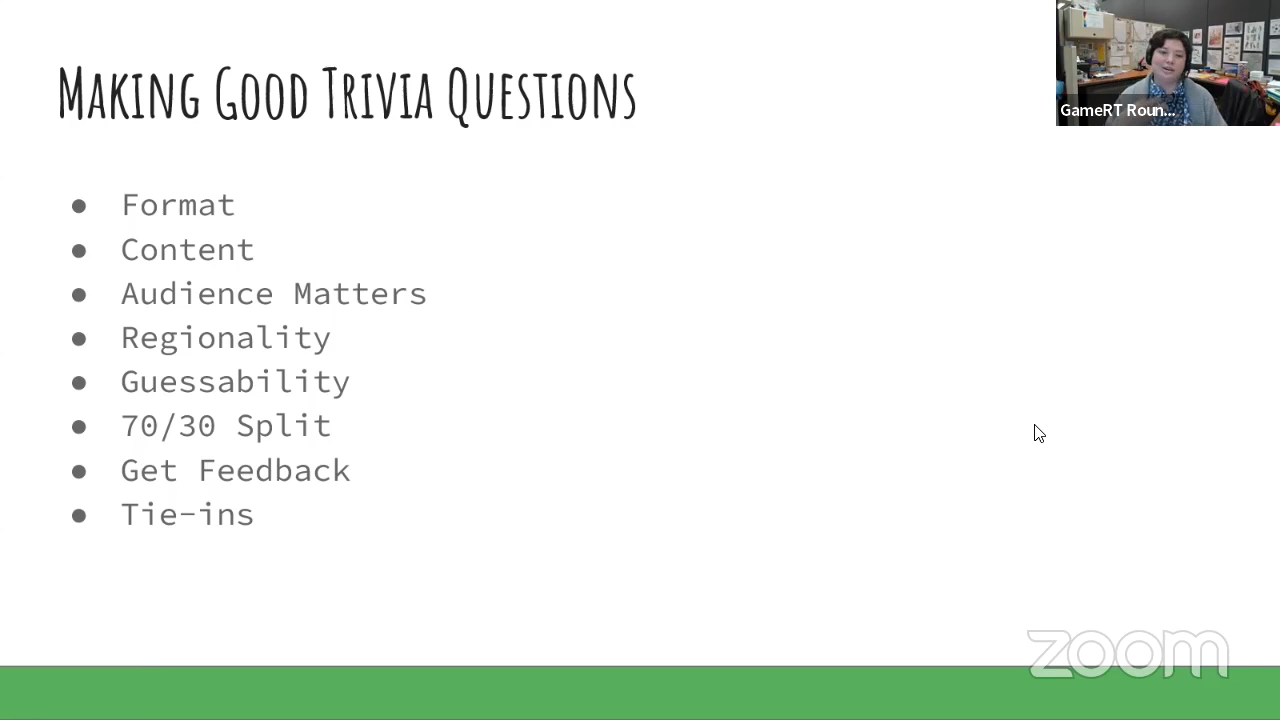 Making Good Trivia Questions
GameRT Roun...
● Format
● Content
● Audience Matters
● Regionality
● Guessability
● 70/30 Split
● Get Feedback
● Tie-ins
zoom